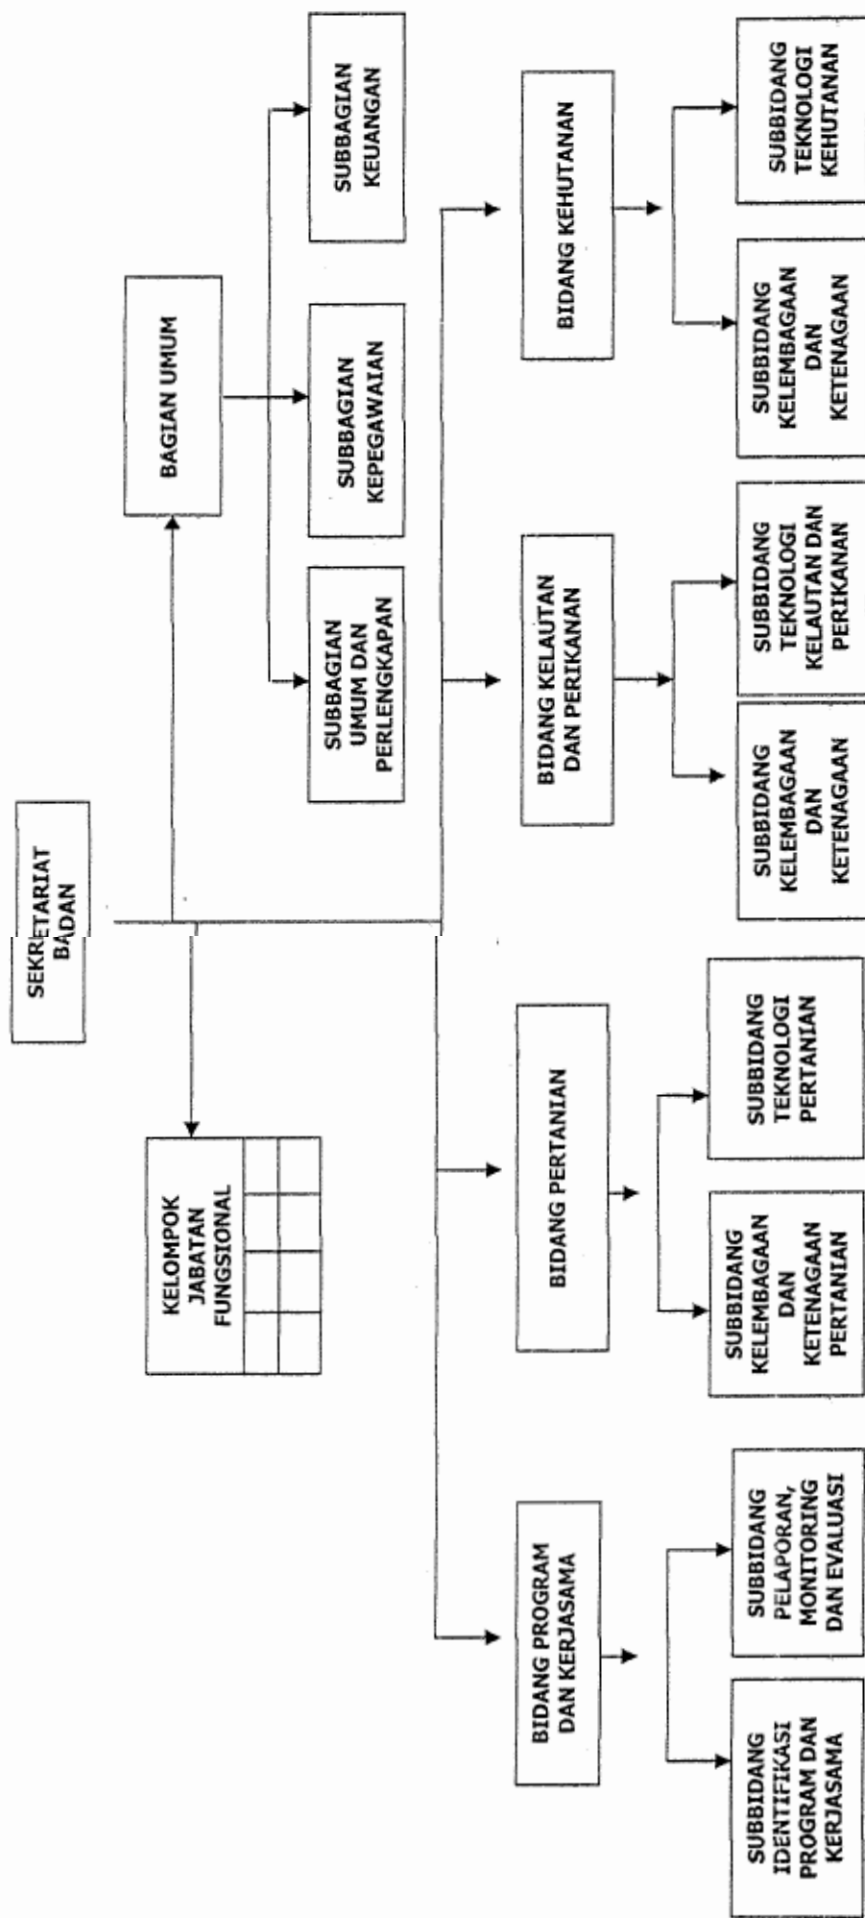 SEKRETARIAT
BADAN
KELOMPOK
JABATAN
FUNGSIONAL
BAGIAN UMUM
SUBBAGIAN
UMUM DAN
PERLENGKAPAN
SUBBAGIAN
KEPEGAWAIAN
SUBBAGIAN
KEUANGAN
BIDANG PROGRAM
DAN KERJASAMA
BIDANG PERTANIAN
BIDANG KELAUTAN
DAN PERIKANAN
BIDANG KEHUTANAN
SUBBIDANG
IDENTIFIKASI
PROGRAM DAN
KERJASAMA
SUBBIDANG
PELAPORAN,
MONITORING
DAN EVALUASI
SUBBIDANG
KELEMBAGAAN
DAN
KETENAGAAN
PERTANIAN
SUBBIDANG
TEKNOLOGI
PERTANIAN
SUBBIDANG
KELEMBAGAAN
DAN
KETENAGAAN
SUBBIDANG
TEKNOLOGI
KELAUTAN DAN
PERIKANAN
SUBBIDANG
KELEMBAGAAN
DAN
KETENAGAAN
SUBBIDANG
TEKNOLOGI
KEHUTANAN